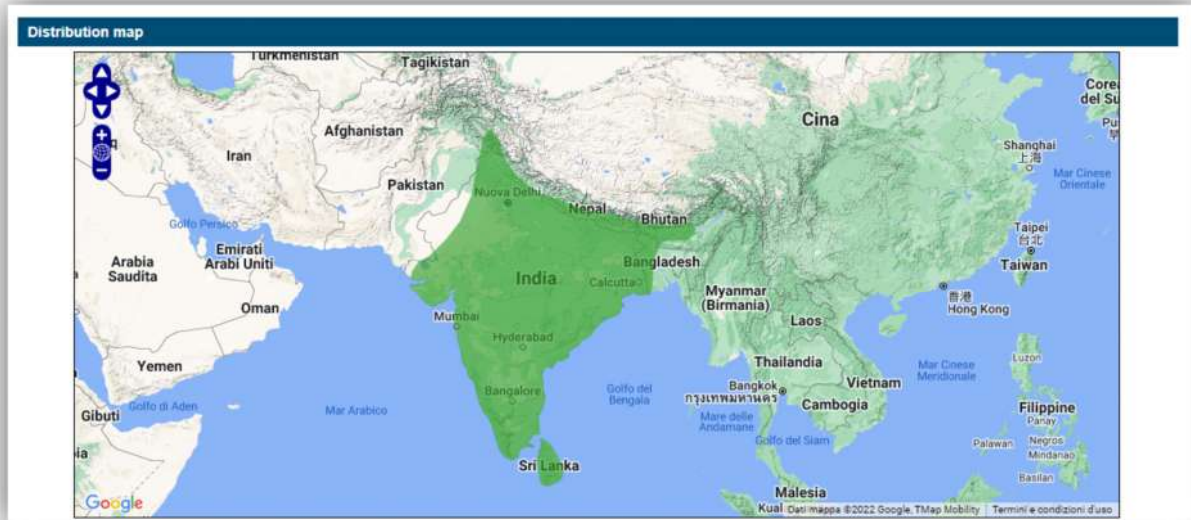 Distribution map
Turkmenistan
Tagikistan
Afghanistan
Iran
Pakistan
Golfo Persico
Emirati
Arabi Uniti
Arabia
Saudita
Oman
Yemen
Gibuti
Golfo di Aden
Mar Arabico
Nuova Delhi
Nepal
Bhutan
Bangladesh
India
Calcutta
Mumbai
Hyderabad
Bangalore
Sri Lanka
Golfo del
Bengala
Cina
Corea
del Su
Shanghai
上海
Mar Cinese
Orientale
Taipei
台北
Taiwan
香港
Hong Kong
Myanmar
(Birmania)
Laos
Thailandia
Bangkok
กรุงเทพมหานคร
Vietnam
Cambogia
Mar Cinese
Meridionale
Mare delle
Andamane
Golfo del Siam
Luzon
Filippine
Panay
Negros
Palawan
Mindanao
Basilan
Malesia
Kual
Google
Dati mappa ©2022 Google, TMap Mobility
Termini e condizioni d'uso